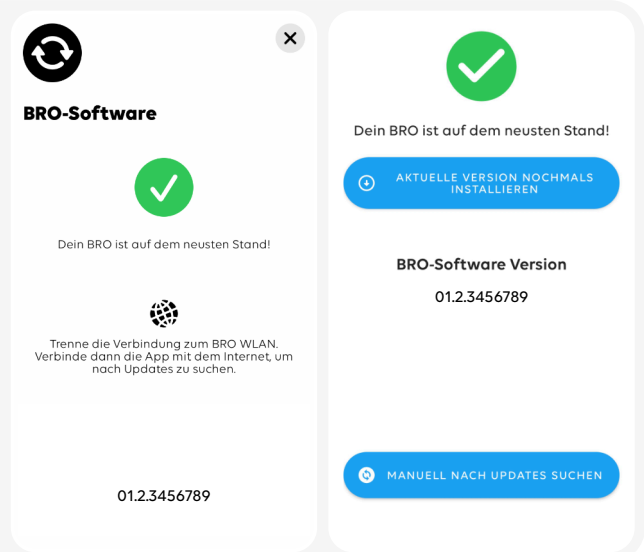 BRO-Software
Dein BRO ist auf dem neusten Stand!
Trenne die Verbindung zum BRO WLAN.
Verbinde dann die App mit dem Internet, um
nach Updates zu suchen.
01.2.3456789
Dein BRO ist auf dem neusten Stand!
AKTUELLE VERSION NOCHMALS
INSTALLIEREN
BRO-Software Version
01.2.3456789
MANUELL NACH UPDATES SUCHEN